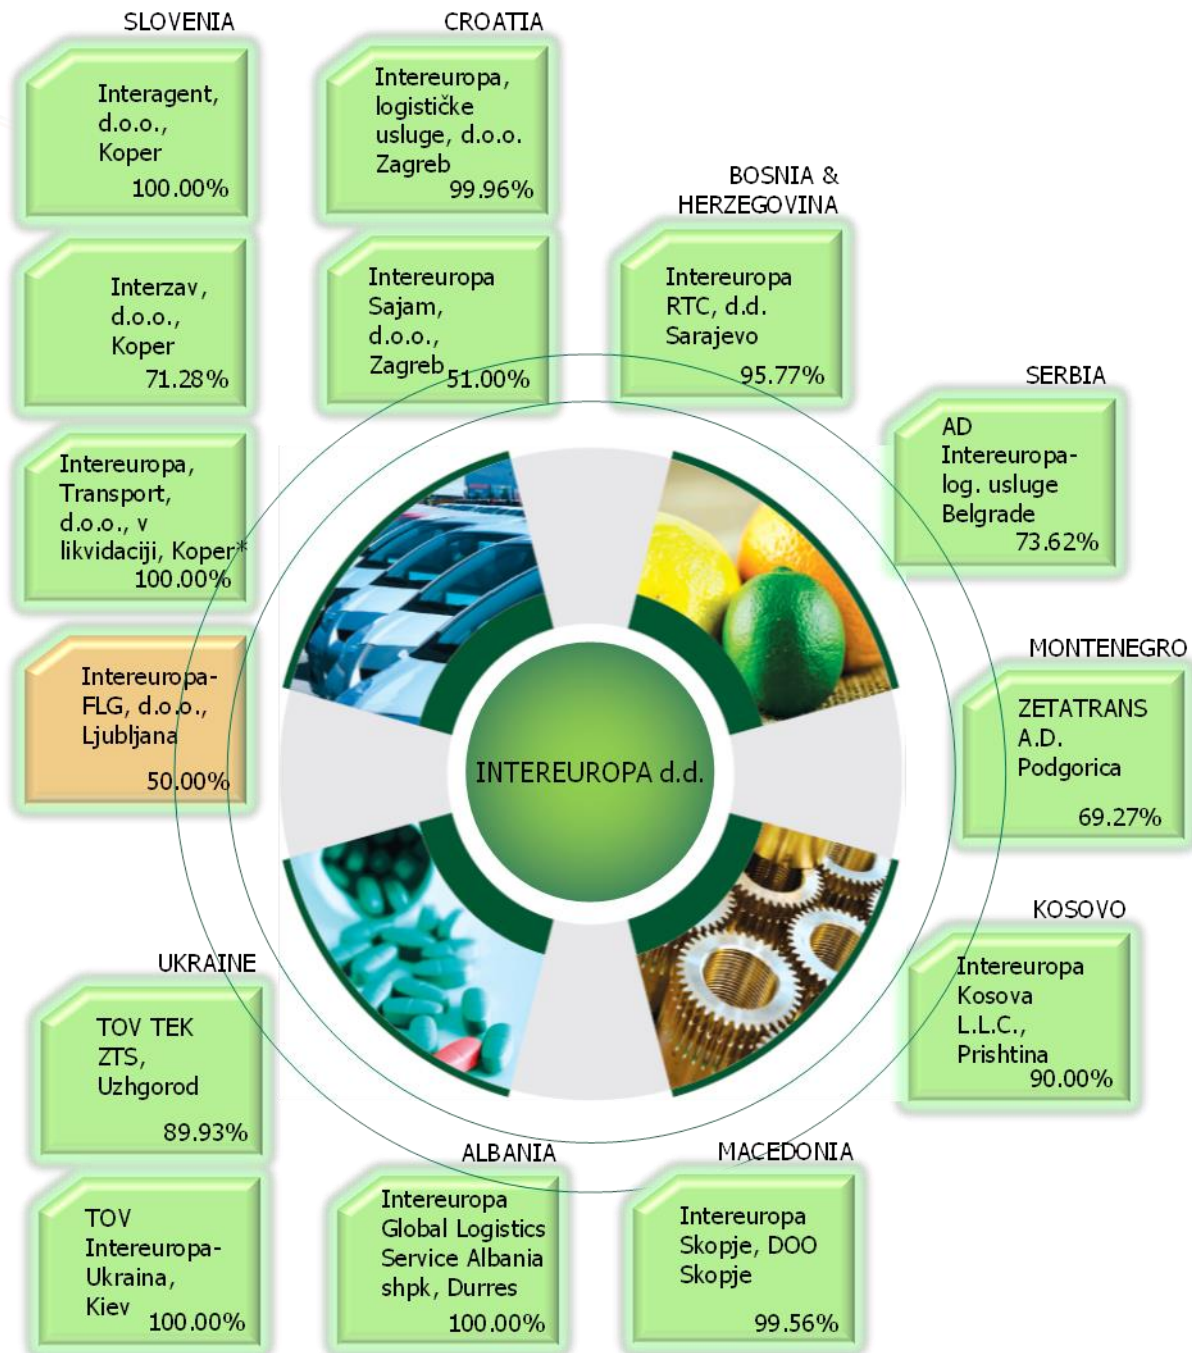 SLOVENIA
Interagent,
d.o.o.,
Koper
100.00%
Interzav,
d.o.o.,
Koper
71.28%
Intereuropa,
Transport,
d.o.o., v
likvidaciji, Koper*
100.00%
Intereuropa-
FLG, d.o.o.,
Ljubljana
50.00%
CROATIA
Intereuropa,
logističke
usluge, d.o.o.
Zagreb
99.96%
Intereuropa
Sajam,
d.o.o.,
Zagreb
51.00%
BOSNIA &
HERZEGOVINA
Intereuropa
RTC, d.d.
Sarajevo
95.77%
SERBIA
AD
Intereuropa-
log. usluge
Belgrade
73.62%
MONTENEGRO
ZETATRANS
A.D.
Podgorica
69.27%
KOSOVO
Intereuropa
Kosova
L.L.C.,
Prishtina
90.00%
INTEREUROPA d.d.
UKRAINE
TOV TEK
ZTS,
Uzhgorod
89.93%
TOV
Intereuropa-
Ukraina,
Kiev
100.00%
ALBANIA
Intereuropa
Global Logistics
Service Albania
shpk, Durres
100.00%
MACEDONIA
Intereuropa
Skopje, DOO
Skopje
99.56%